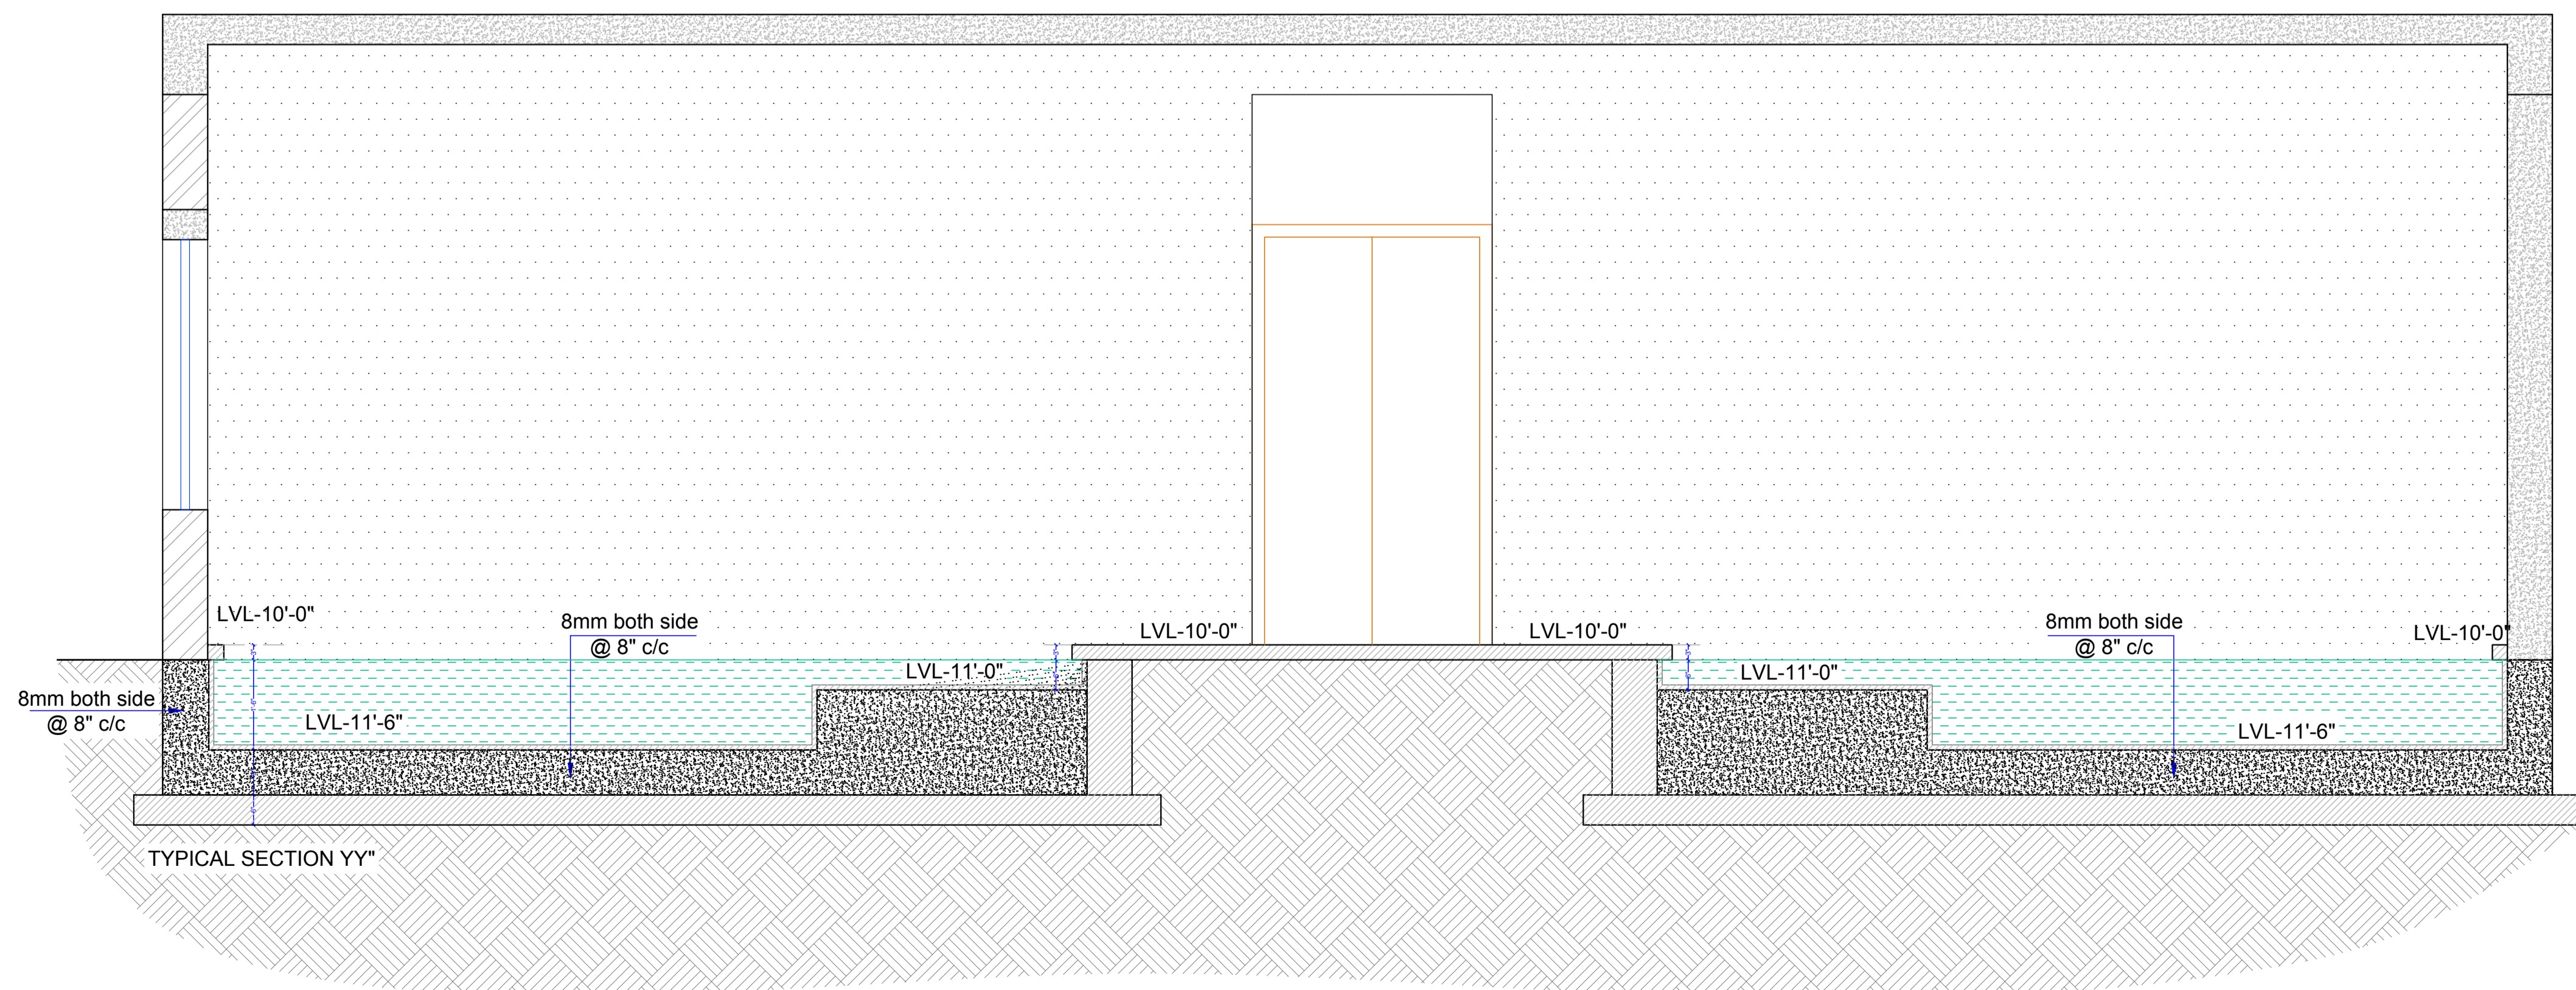 LVL-10'-0"
8mm both side
@ 8" c/c
LVL-10'-0"
LVL-10'-0"
8mm both side
@ 8" c/c
LVL-10'-0"
LVL-11'-0"
LVL-11'-0"
8mm both side
@ 8" c/c
LVL-11'-6"
LVL-11'-6"
TYPICAL SECTION YY"